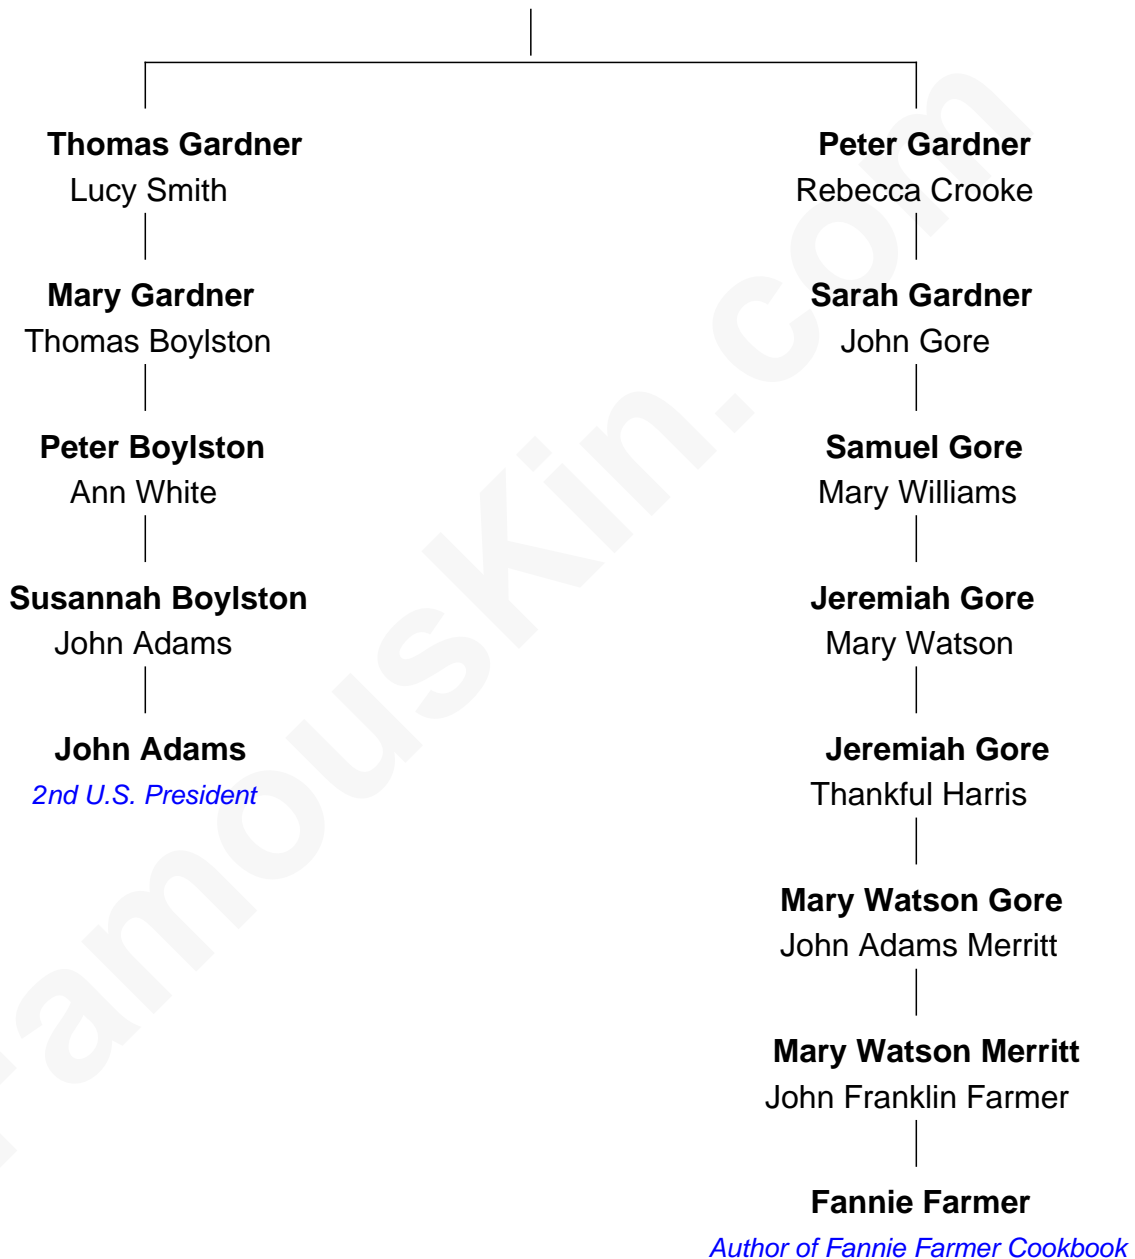 Thomas Gardner
Lucy Smith
Mary Gardner
Thomas Boylston
Peter Boylston
Ann White
Susannah Boylston
John Adams
John Adams
2nd U.S. President
Peter Gardner
Rebecca Crooke
Sarah Gardner
John Gore
Samuel Gore
Mary Williams
Jeremiah Gore
Mary Watson
Jeremiah Gore
Thankful Harris
Mary Watson Gore
John Adams Merritt
Mary Watson Merritt
John Franklin Farmer
Fannie Farmer
Author of Fannie Farmer Cookbook
FamousKin.com